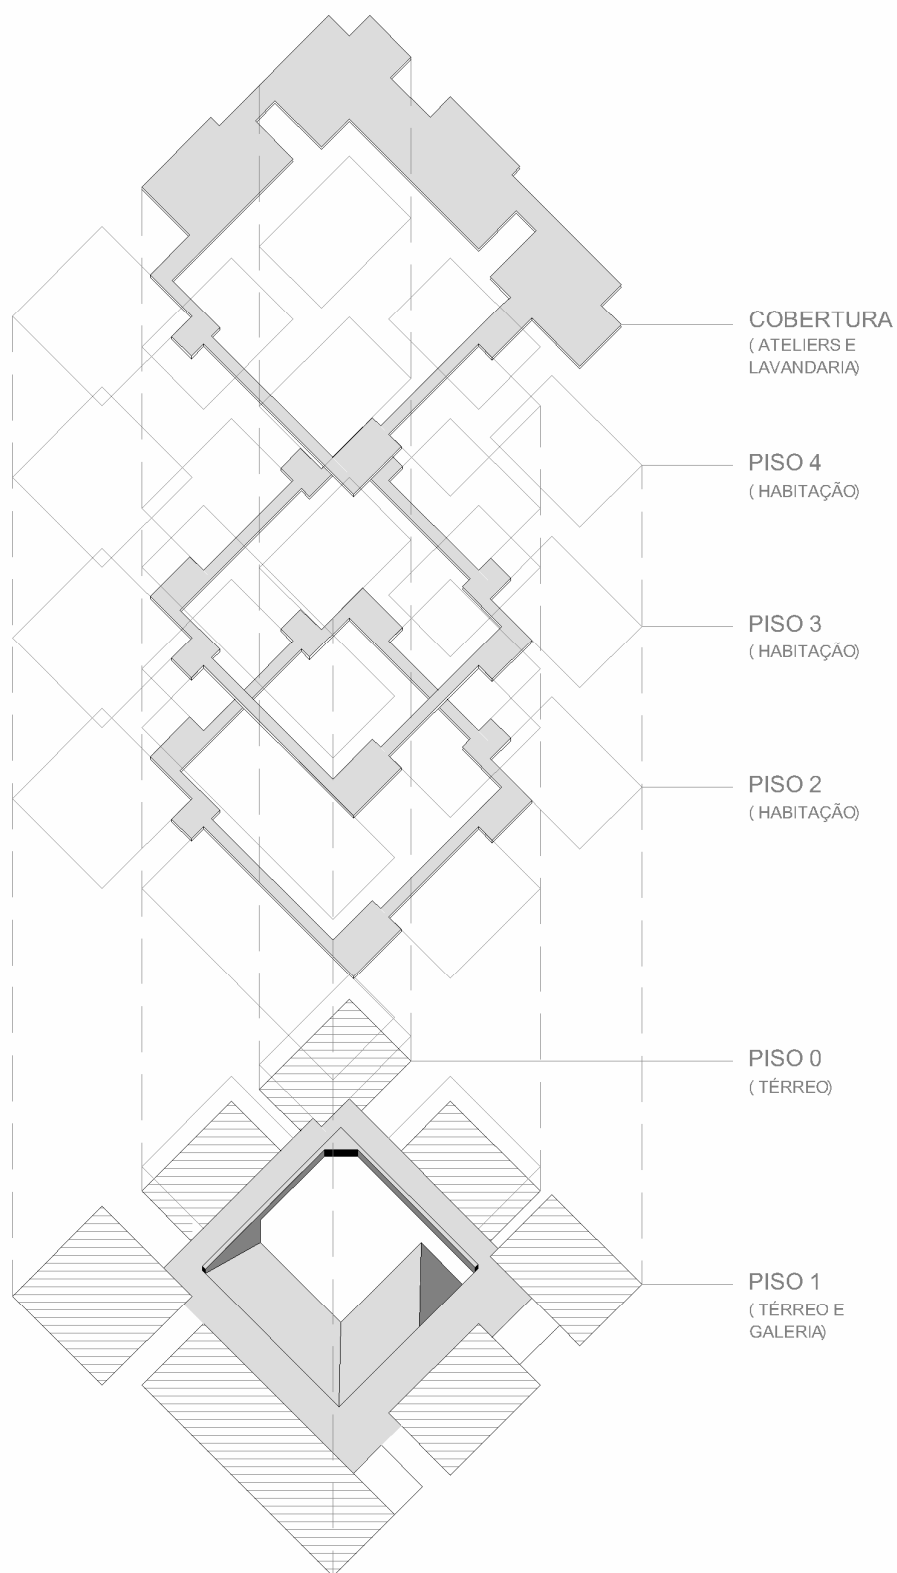 COBERTURA
( ATELIERS E
LAVANDARIA)
PISO 4
( HABITAÇÃO)
PISO 3
( HABITAÇÃO)
PISO 2
( HABITAÇÃO)
PISO 0
( TÉRREO)
PISO 1
( TÉRREO E
GALERIA)